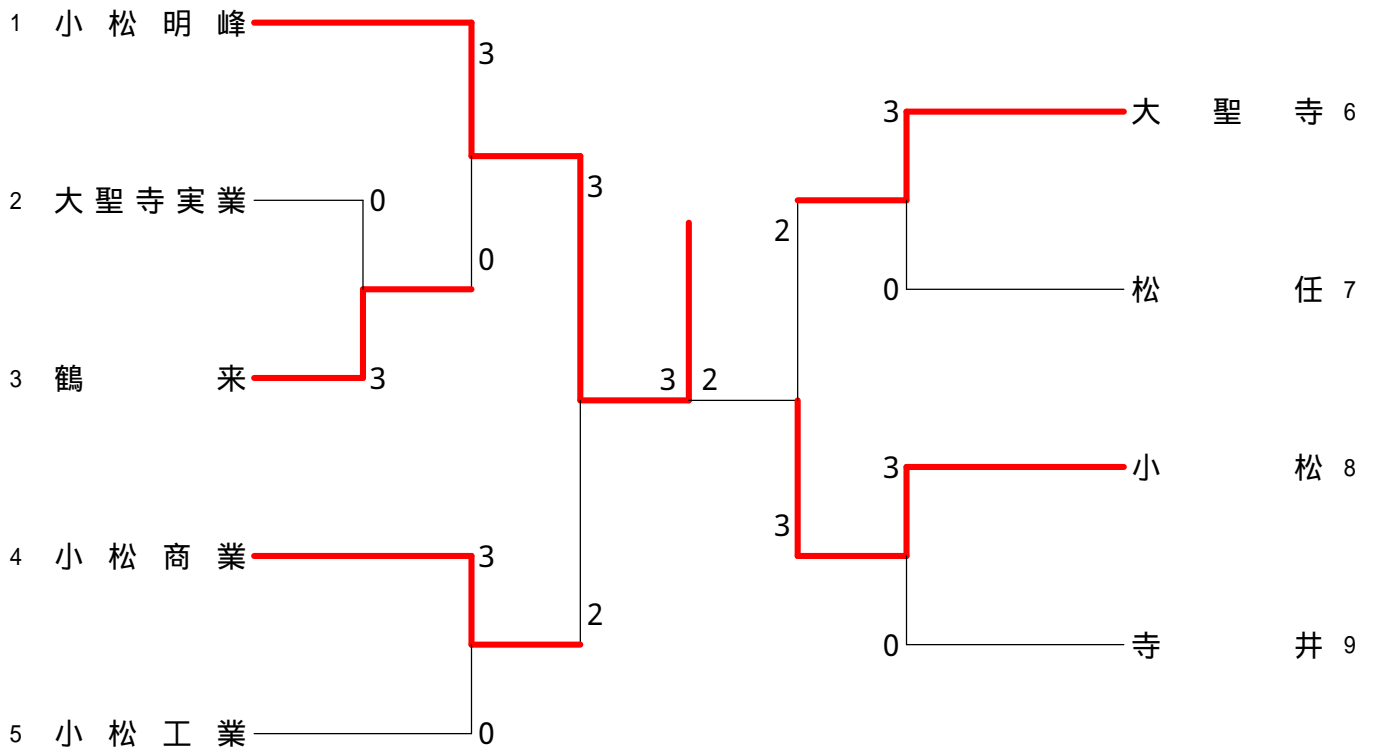 1 小松明峰
3
3 大聖寺 6
2 大聖寺実業 0
3
2
0
0 松任 7
3 鶴来 3
3 2
3 小松 8
4 小松商業 3
3
2
0 寺井 9
5 小松工業 0